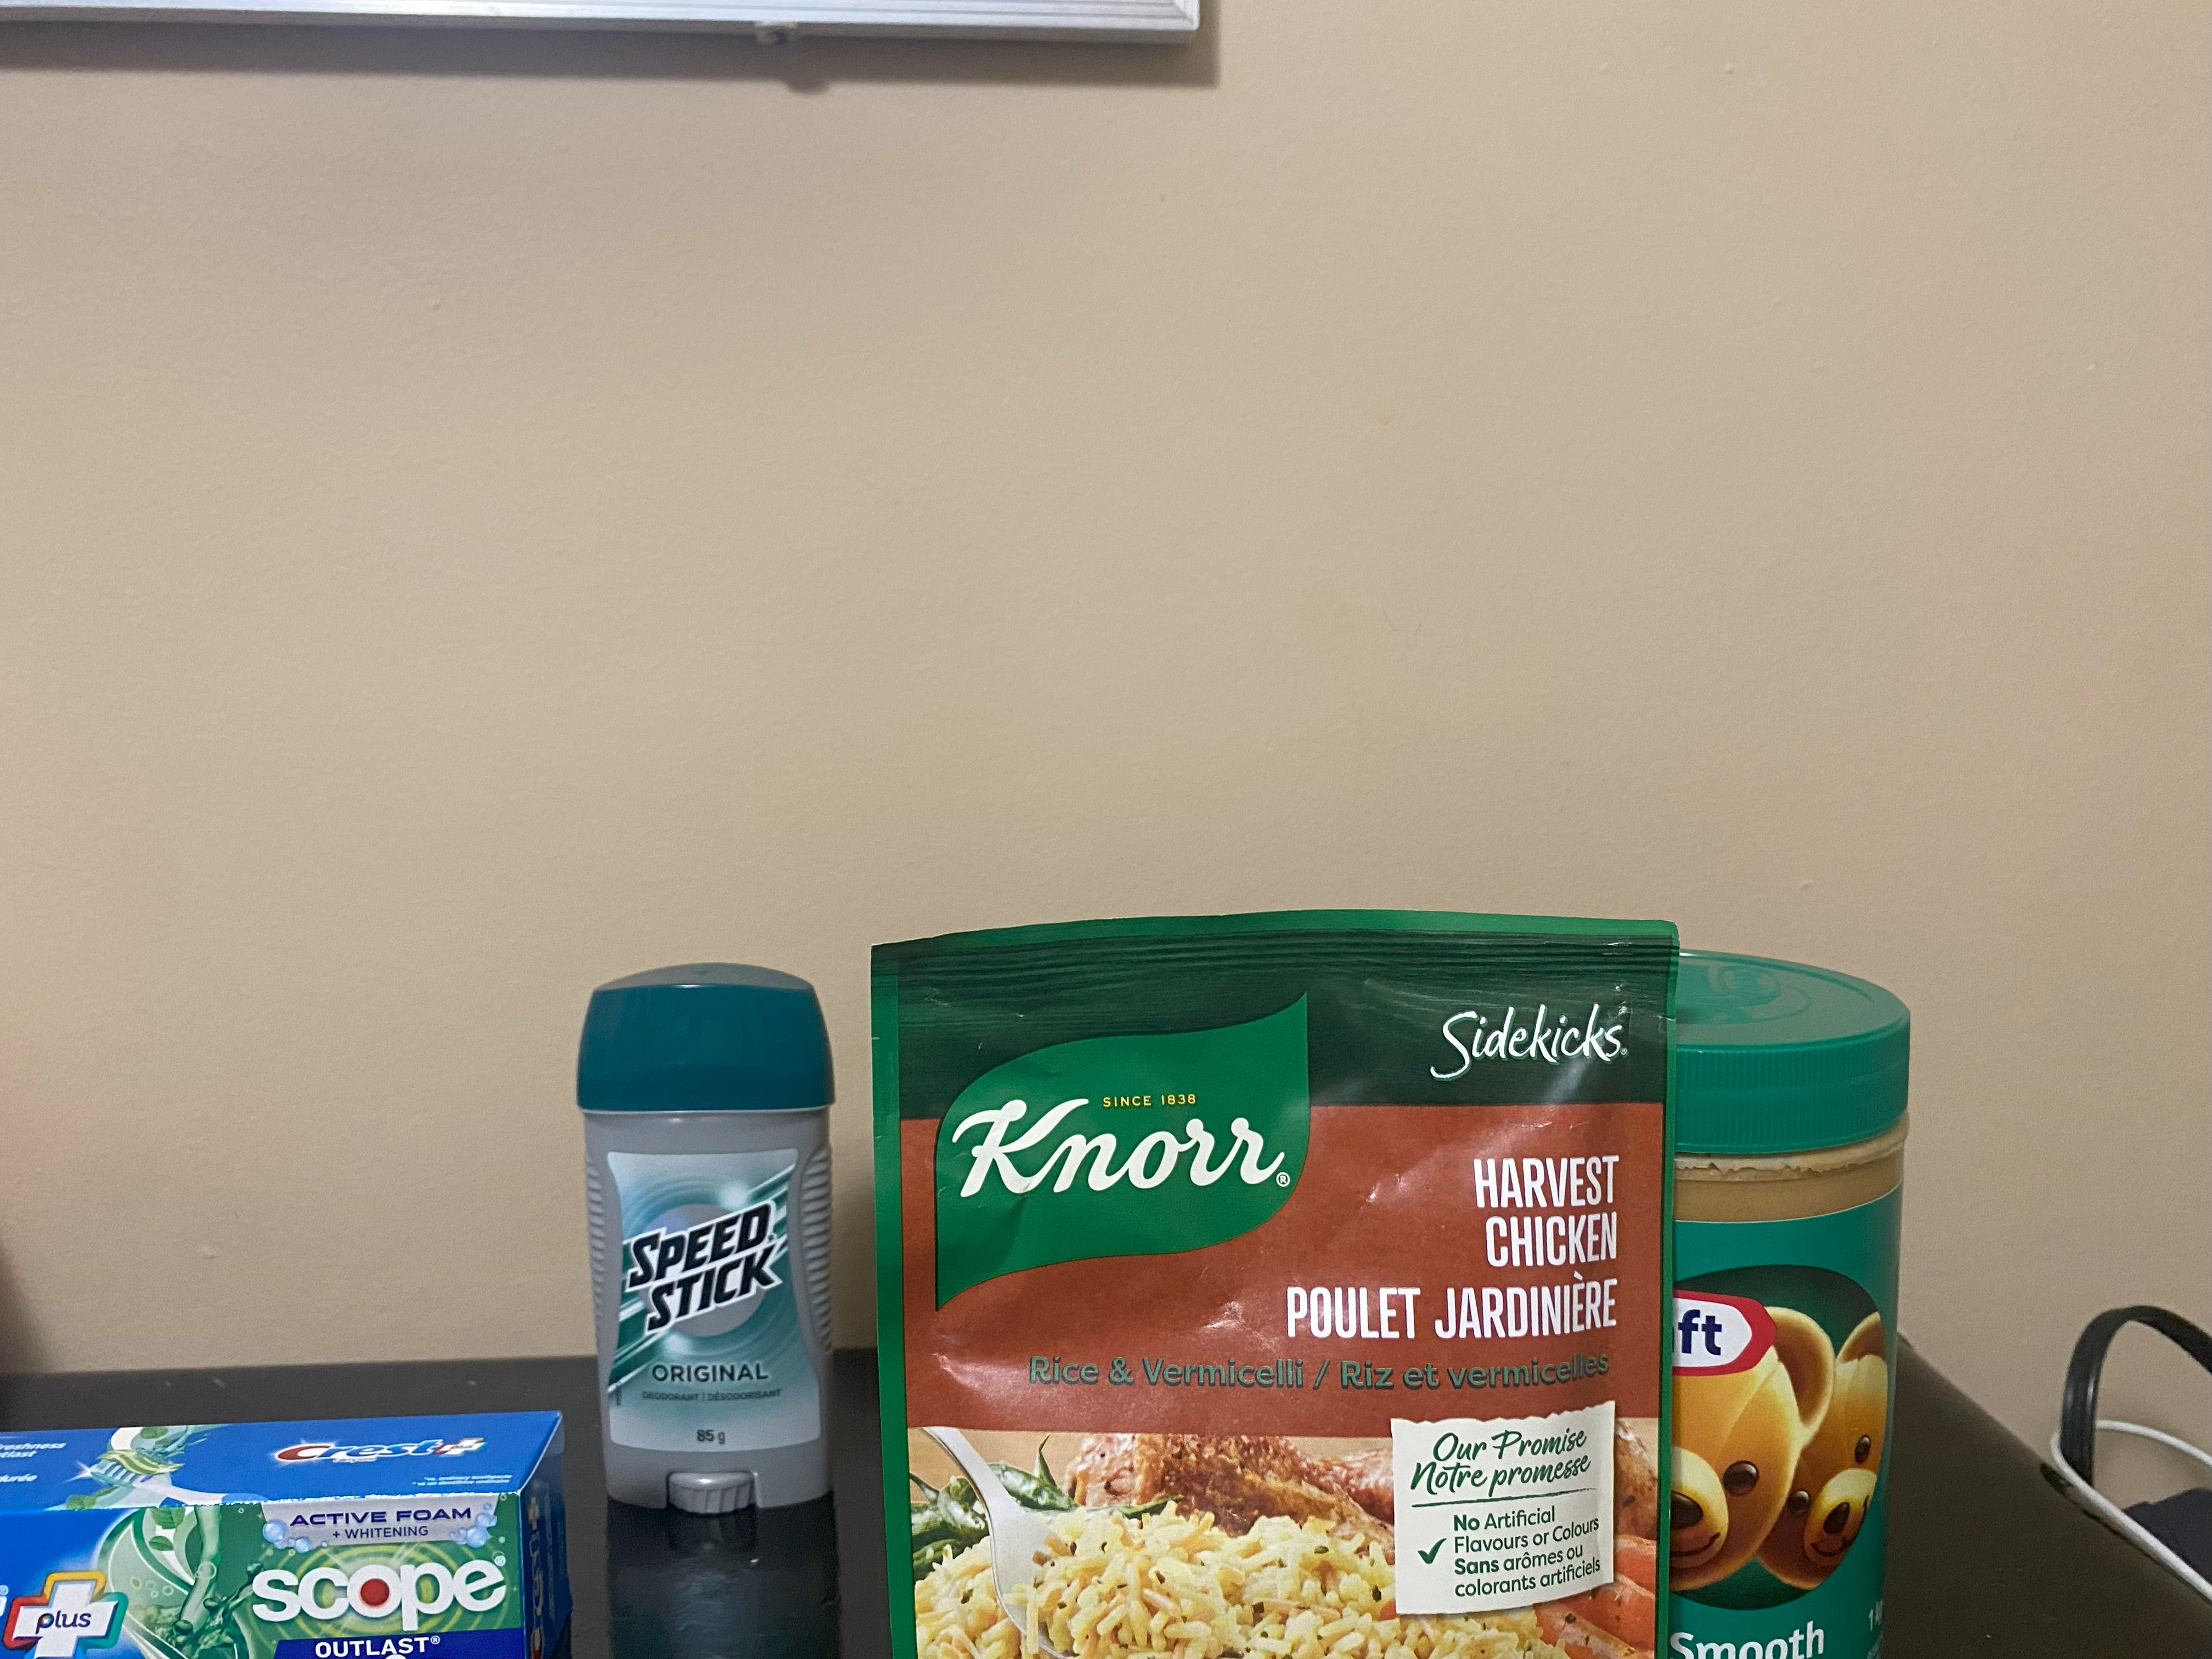 Sidekicks
SINCE 1838
Knorr®
HARVEST
CHICKEN
POULET JARDINIÈRE
Rice & Vermicelli / Riz et vermicelles
Our Promise
Notre promesse
No Artificial
Flavours or Colours
Sans arômes ou
colorants artificiels
SPEED
STICK
ORIGINAL
DEODORANT | DÉSODORISANT
85 g
ft
Smooth
Crest
ACTIVE FOAM
+ WHITENING
scope®
plus
OUTLAST®